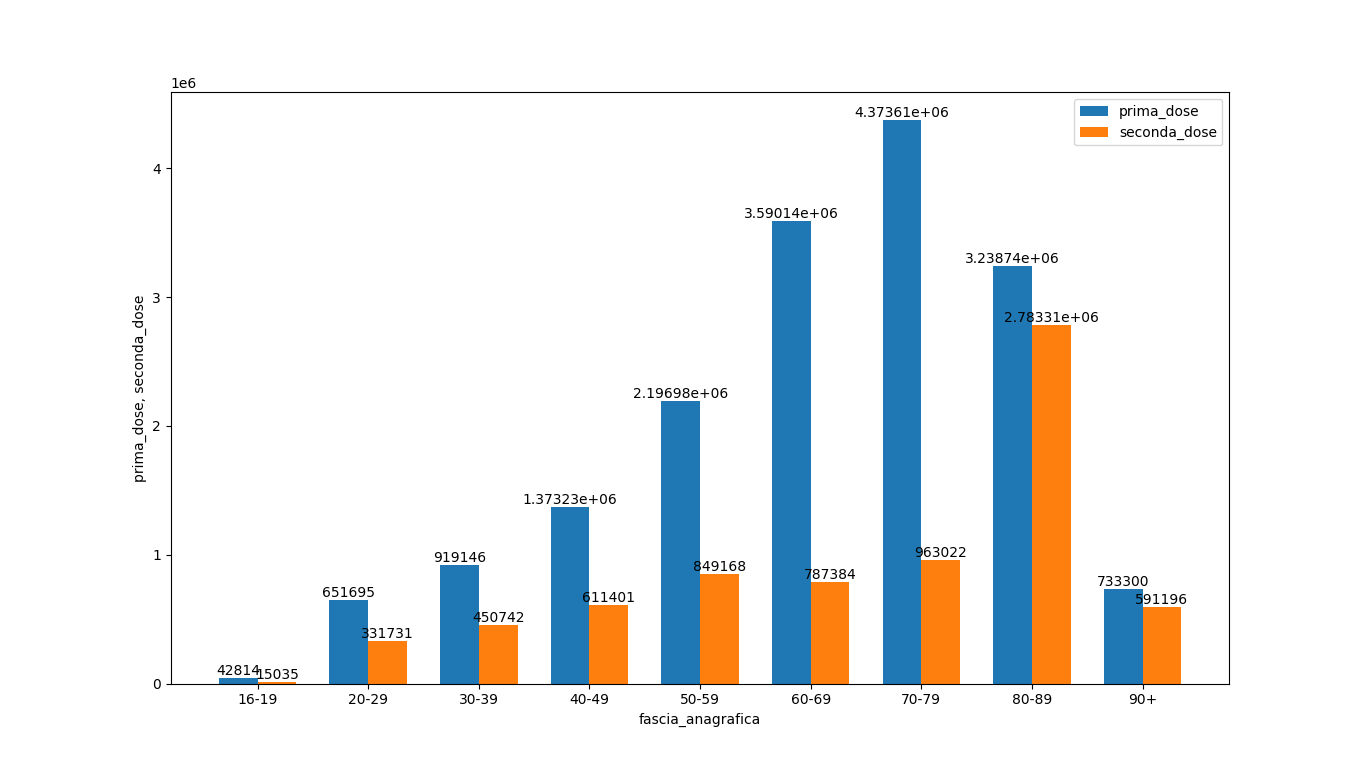 1e6
prima_dose
seconda_dose
4.37361e+06
3.59014e+06
3.23874e+06
2.78331e+06
2.19698e+06
1.37323e+06
919146
963022
849168
787384
733300
651695
611401
591196
450742
331731
42814
15035
4
3
2
1
0
prima_dose, seconda_dose
16-19 20-29 30-39 40-49 50-59 60-69 70-79 80-89 90+
fascia_anagrafica